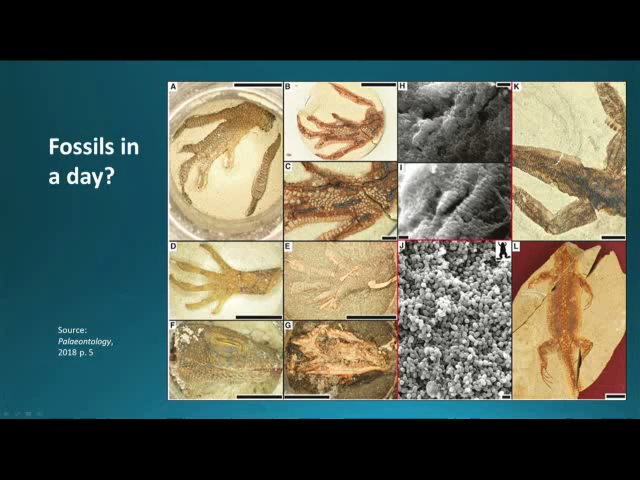 Fossils in
a day?
Source:
Palaeontology,
2018 p. 5
A
B
C
D
E
F
G
H
I
J
K
L